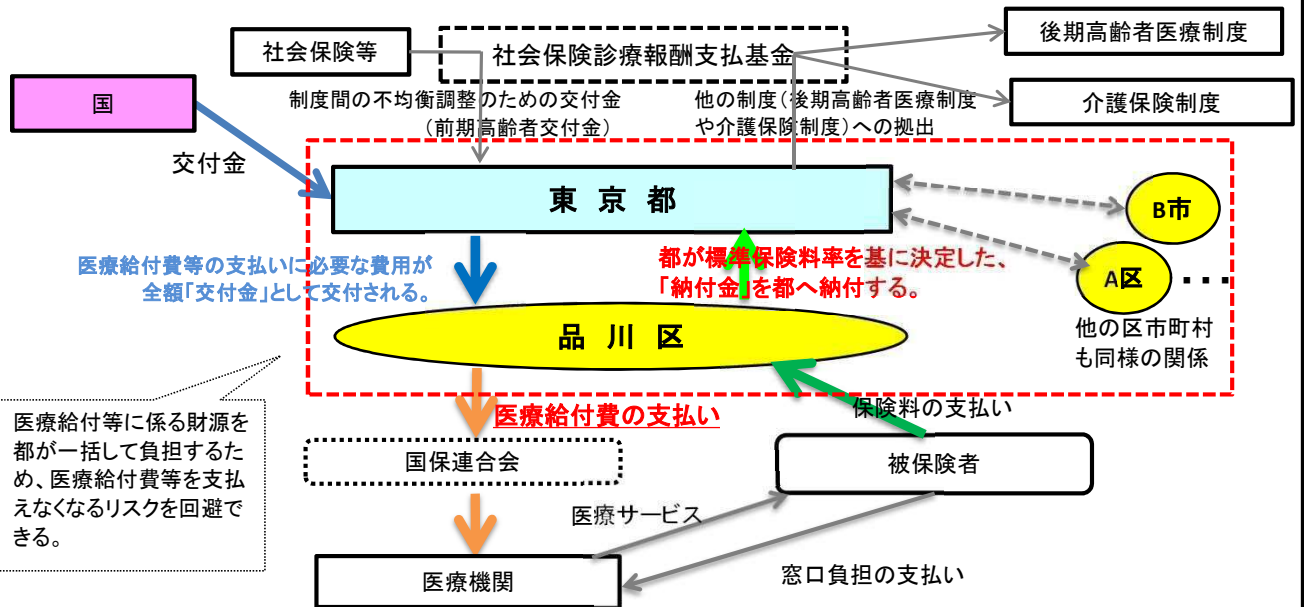 社会保険等
社会保険診療報酬支払基金
後期高齢者医療制度
国
介護保険制度
制度間の不均衡調整のための交付金
(前期高齢者交付金)
他の制度(後期高齢者医療制度
や介護保険制度)への拠出
交付金
東京都
B市
医療給付費等の支払いに必要な費用が
全額「交付金」として交付される。
都が標準保険料率を基に決定した、
「納付金」を都へ納付する。
A区
・・・
品川区
他の区市町村
も同様の関係
医療給付等に係る財源を
都が一括して負担するた
め、医療給付費等を支払
えなくなるリスクを回避で
きる。
医療給付費の支払い
保険料の支払い
国保連合会
被保険者
医療サービス
医療機関
窓口負担の支払い